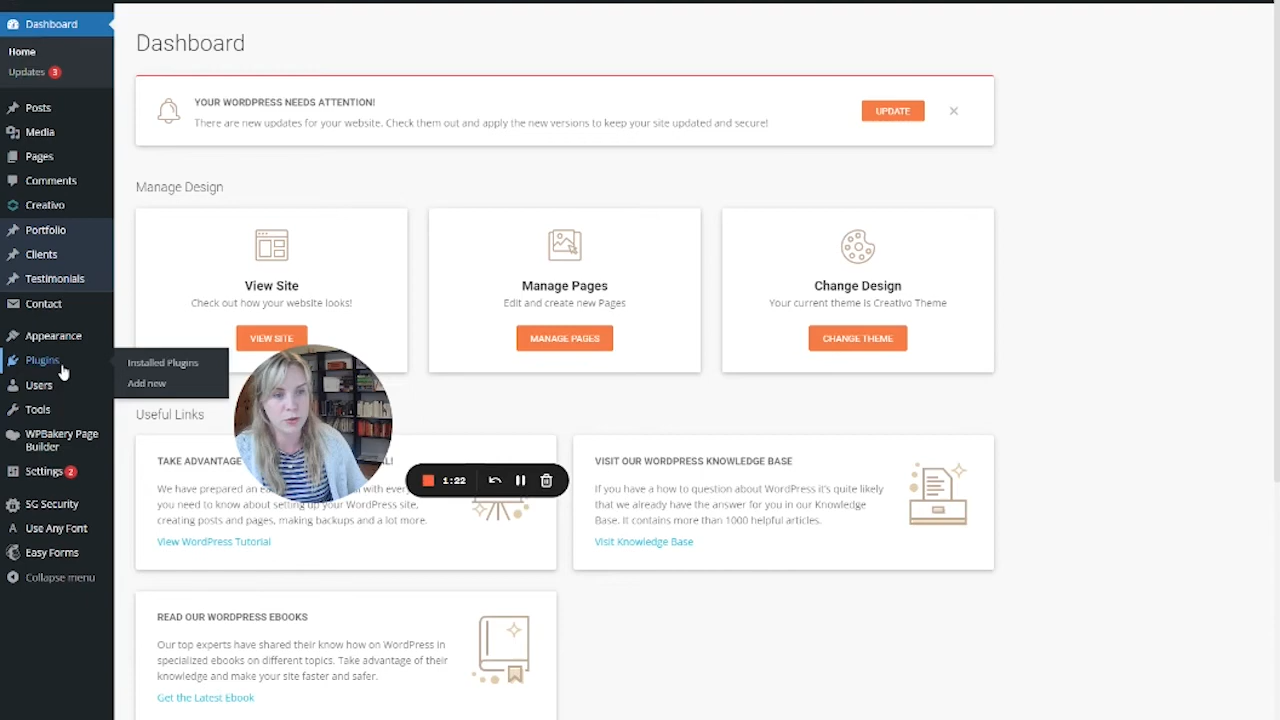 Dashboard
Home
Updates 3
Posts
Media
Pages
Comments
Creativo
Portfolio
Clients
Testimonials
Contact
Appearance
Plugins
Installed Plugins
Add new
Users
Tools
WPBakery Page
Builder
Settings 2
SG Security
Use Any Font
Easy Forms
Collapse menu
Dashboard
YOUR WORDPRESS NEEDS ATTENTION!
There are new updates for your website. Check them out and apply the new versions to keep your site updated and secure!
UPDATE
Manage Design
View Site
Check out how your website looks!
VIEW SITE
Manage Pages
Edit and create new Pages
MANAGE PAGES
Change Design
Your current theme is Creativo Theme
CHANGE THEME
Useful Links
TAKE ADVANTAGE
We have prepared an ea
with ever
you need to know about setting up your WordPress site,
creating posts and pages, making backups and a lot more.
View WordPress Tutorial
1:22
VISIT OUR WORDPRESS KNOWLEDGE BASE
If you have a how to question about WordPress it's quite likely
that we already have the answer for you in our Knowledge
Base. It contains more than 1000 helpful articles.
Visit Knowledge Base
READ OUR WORDPRESS EBOOKS
Our top experts have shared their know how on WordPress in
specialized ebooks on different topics. Take advantage of their
knowledge and make your site faster and safer.
Get the Latest Ebook